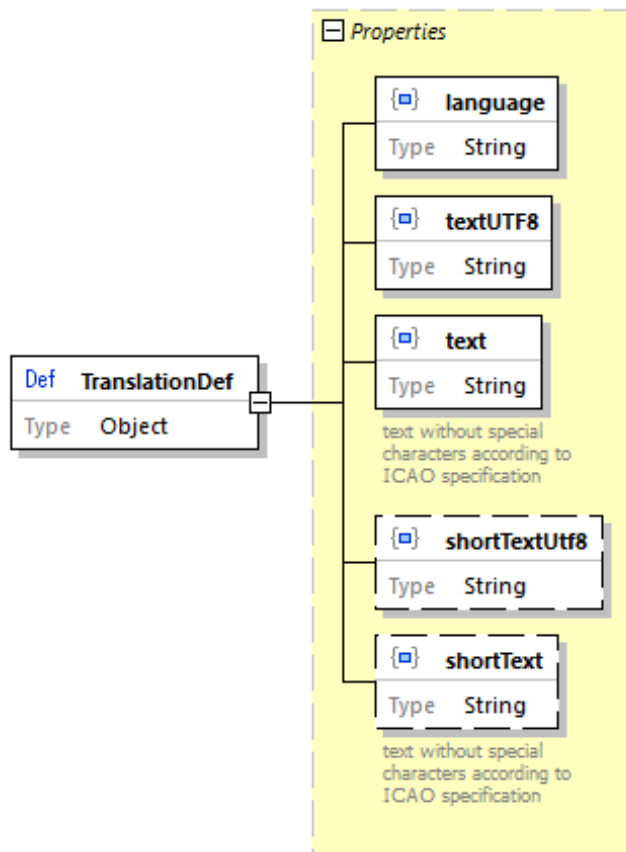 Properties
language
Type String
textUTF8
Type String
text
Type String
text without special
characters according to
ICAO specification
Def TranslationDef
Type Object
shortTextUtf8
Type String
shortText
Type String
text without special
characters according to
ICAO specification